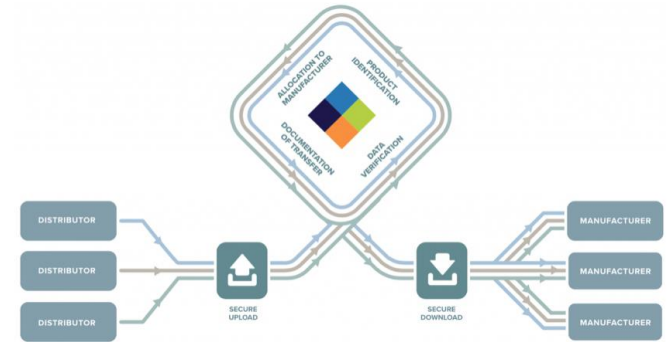 ALLOCATION TO
MANUFACTURER
PRODUCT
IDENTIFICATION
DOCUMENTATION
OF TRANSFER
DATA
VERIFICATION
DISTRIBUTOR
DISTRIBUTOR
DISTRIBUTOR
SECURE
UPLOAD
SECURE
DOWNLOAD
MANUFACTURER
MANUFACTURER
MANUFACTURER